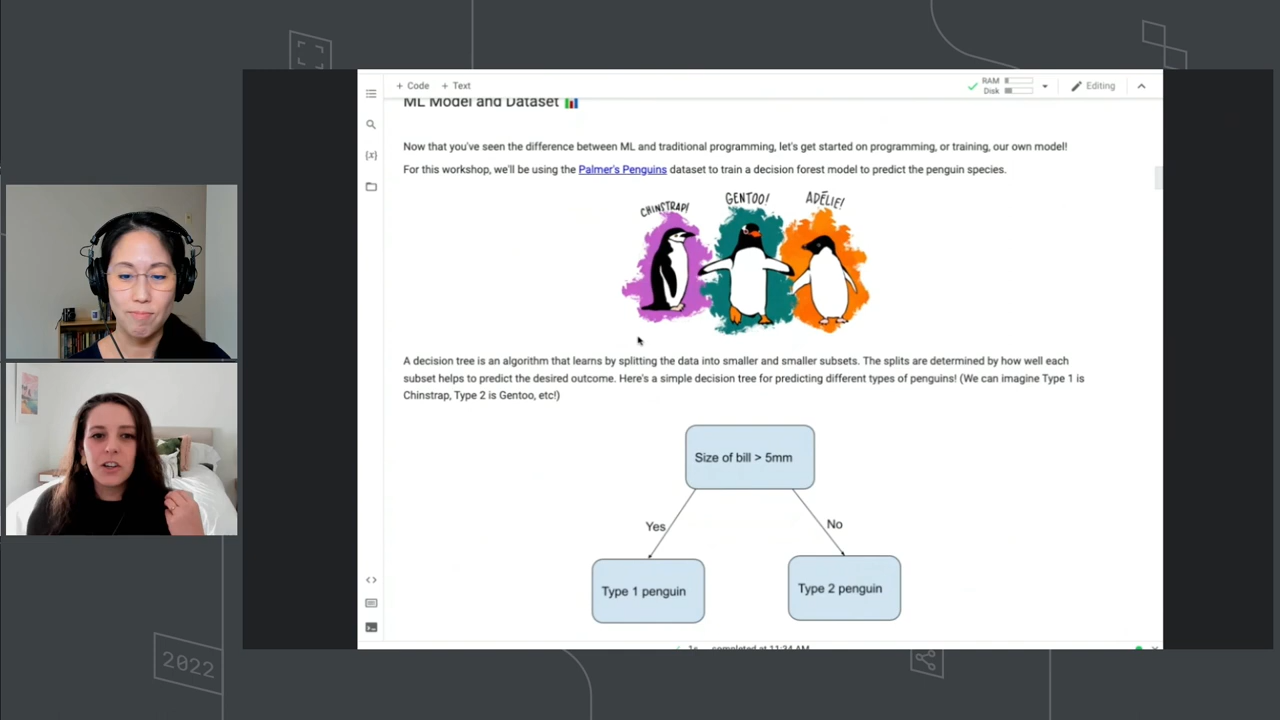 + Code + Text
RAM
Disk
Editing
ML Model and Dataset
Now that you've seen the difference between ML and traditional programming, let's get started on programming, or training, our own model!
For this workshop, we'll be using the Palmer's Penguins dataset to train a decision forest model to predict the penguin species.
CHINSTRAP! GENTOO! ADÉLIE!
A decision tree is an algorithm that learns by splitting the data into smaller and smaller subsets. The splits are determined by how well each
subset helps to predict the desired outcome. Here's a simple decision tree for predicting different types of penguins! (We can imagine Type 1 is
Chinstrap, Type 2 is Gentoo, etc!)
Size of bill > 5mm
Yes No
Type 1 penguin Type 2 penguin
1s completed at 11:34 AM
2022